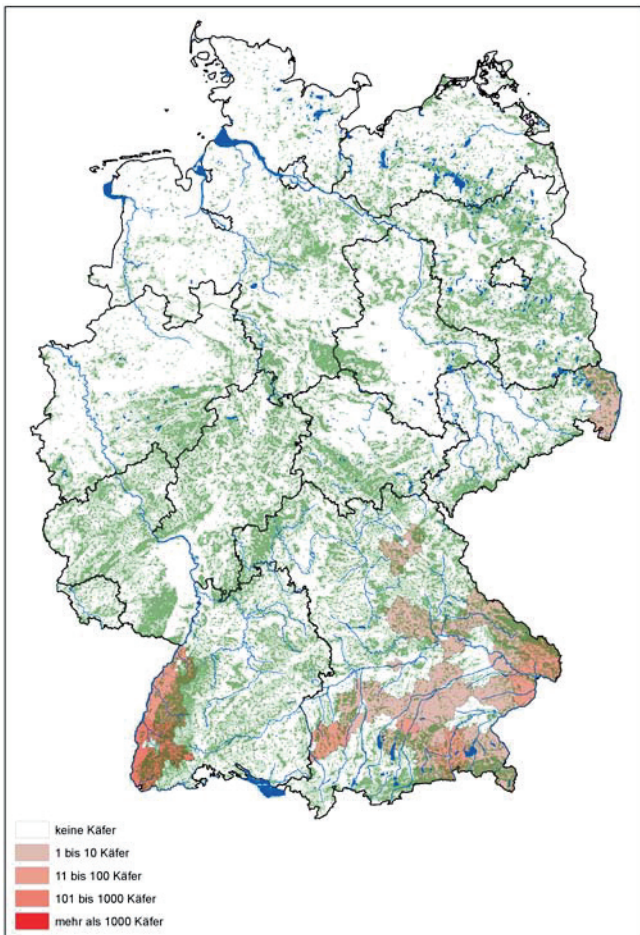 keine Käfer
1 bis 10 Käfer
11 bis 100 Käfer
101 bis 1000 Käfer
mehr als 1000 Käfer